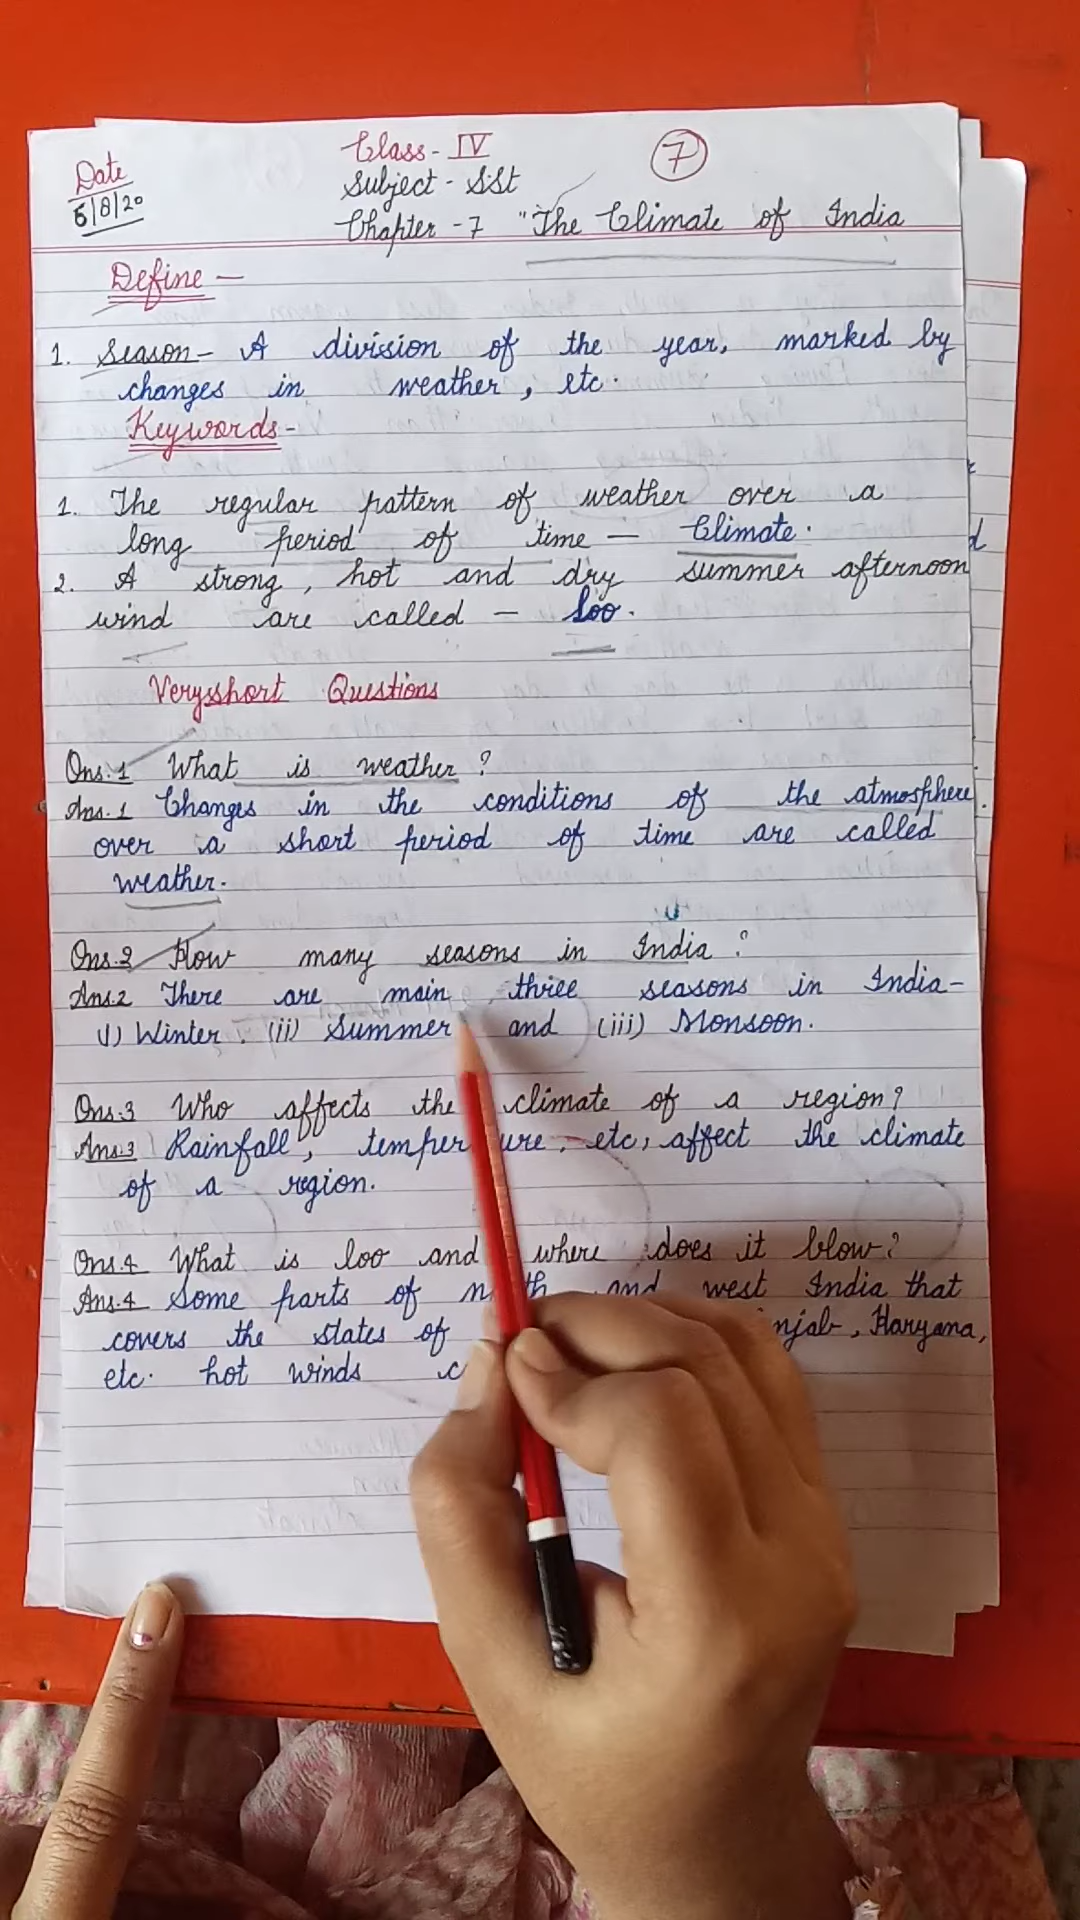 Date
5/8/20
Class - IV
Subject - SSt
7
Chapter - 7 "The Climate of India
Define -
1. Season - A division of the year, marked by
changes in weather, etc.
Keywords -
1. The regular pattern of weather over a
long period of time - Climate.
2. A strong, hot and dry summer afternoon
wind are called - Loo.
Veryshort Questions
Qns.1 What is weather?
Ans.1 Changes in the conditions of the atmosphere
over a short period of time are called
weather.
Qns.2 How many seasons in India?
Ans.2 There are main three seasons in India-
(i) Winter. (ii) Summer and (iii) Monsoon.
Qns.3 Who affects the climate of a region?
Ans.3 Rainfall, temper ure, etc, affect the climate
of a region.
Qns.4 What is loo and where does it blow?
Ans.4 Some parts of and west India that
covers the states of njab, Haryana,
etc. hot winds